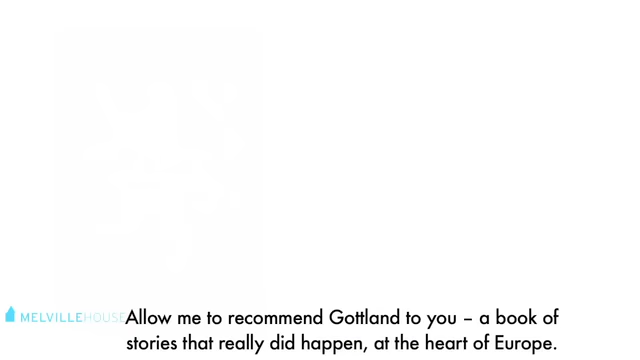 MELVILLEHOUSE
Allow me to recommend Gottland to you – a book of
stories that really did happen, at the heart of Europe.